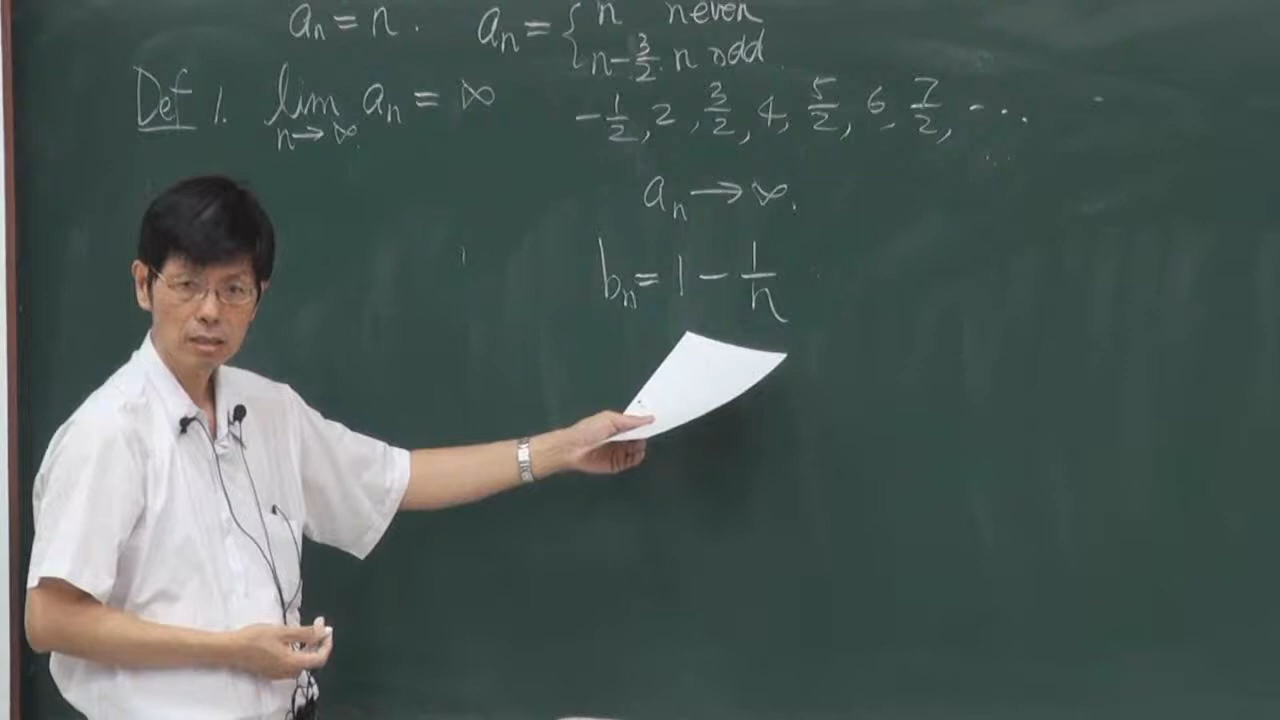 aₙ = n. aₙ = { n n even
n - 3/2. n odd
Def 1. lim n→∞. aₙ = ∞
-1/2, 2, 3/2, 4, 5/2, 6, 7/2, ...
aₙ → ∞.
bₙ = 1 - 1/n